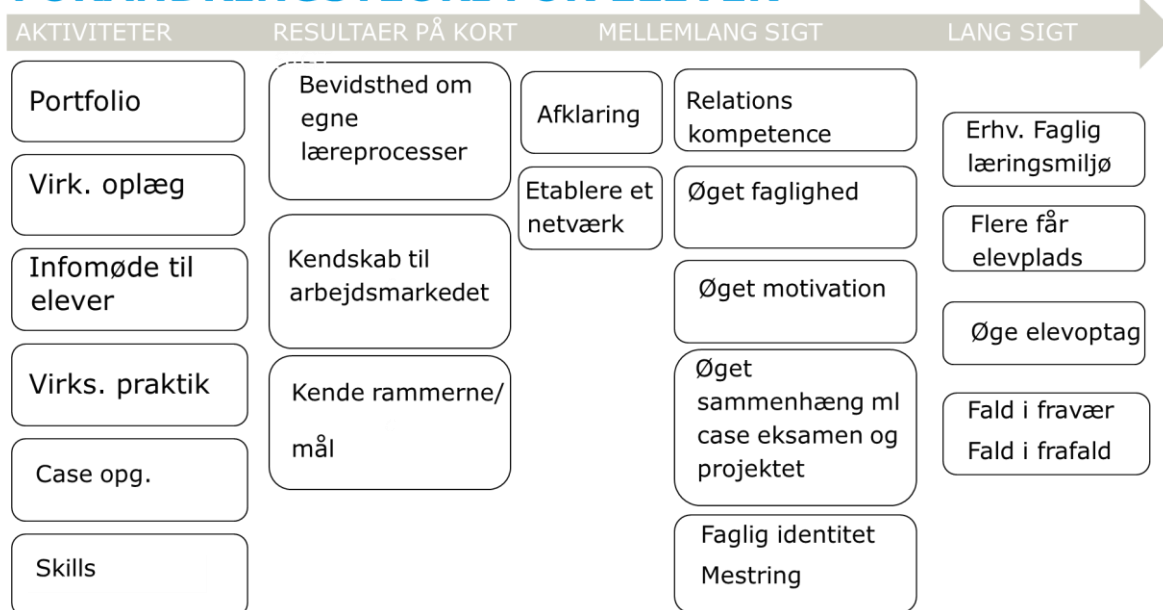 FORANDRINGSTEORI FOR ELEVER
AKTIVITETER
RESULTAER PÅ KORT
MELLEMLANG SIGT
LANG SIGT
Portfolio
Virk. oplæg
Infomøde til
elever
Virks. praktik
Case opg.
Skills
Bevidsthed om
egne
læreprocesser
Kendskab til
arbejdsmarkedet
Kende rammerne/
mål
Afklaring
Etablere et
netværk
Relations
kompetence
Øget faglighed
Øget motivation
Øget
sammenhæng ml
case eksamen og
projektet
Faglig identitet
Mestring
Erhv. Faglig
læringsmiljø
Flere får
elevplads
Øge elevoptag
Fald i fravær
Fald i frafald